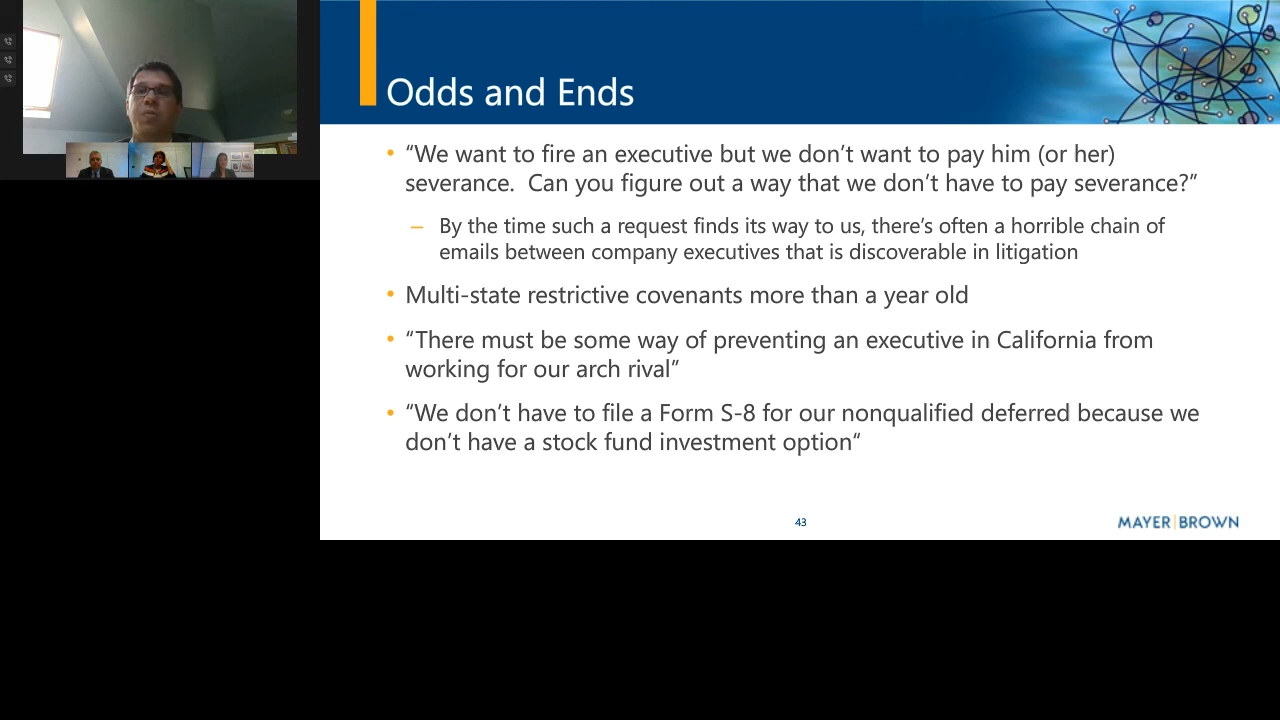 Odds and Ends
• “We want to fire an executive but we don’t want to pay him (or her)
severance.  Can you figure out a way that we don’t have to pay severance?”
– By the time such a request finds its way to us, there’s often a horrible chain of
emails between company executives that is discoverable in litigation
• Multi-state restrictive covenants more than a year old
• “There must be some way of preventing an executive in California from
working for our arch rival”
• “We don’t have to file a Form S-8 for our nonqualified deferred because we
don’t have a stock fund investment option“
43
MAYER|BROWN